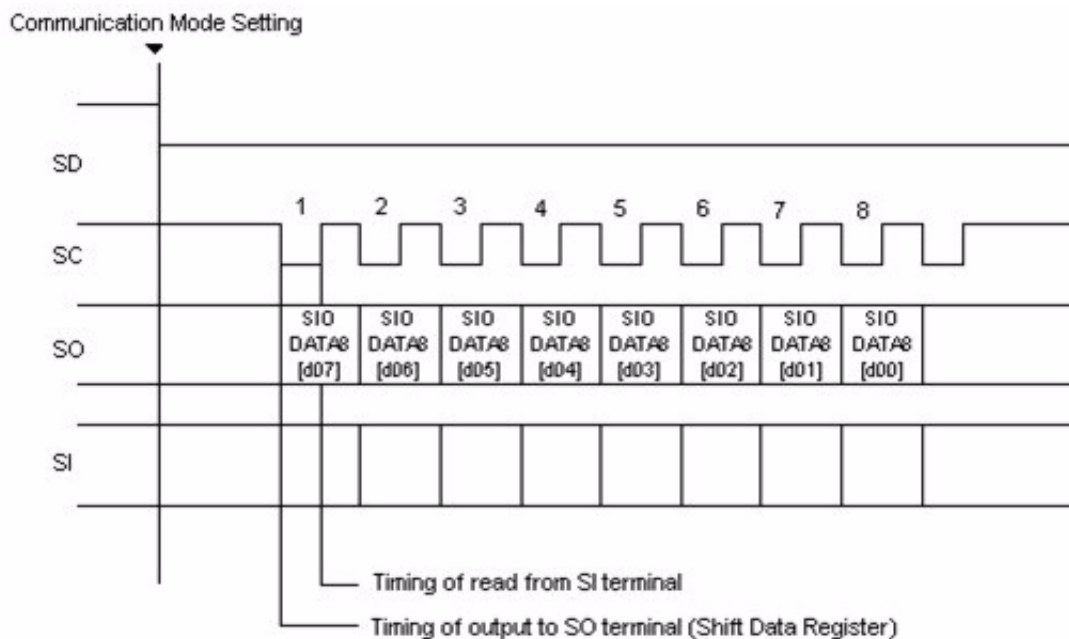 Communication Mode Setting
SD
1 2 3 4 5 6 7 8
SC
SIO SIO SIO SIO SIO SIO SIO SIO
SO
DATA8 DATA8 DATA8 DATA8 DATA8 DATA8 DATA8 DATA8
[d07] [d06] [d05] [d04] [d03] [d02] [d01] [d00]
SI
Timing of read from SI terminal
Timing of output to SO terminal (Shift Data Register)